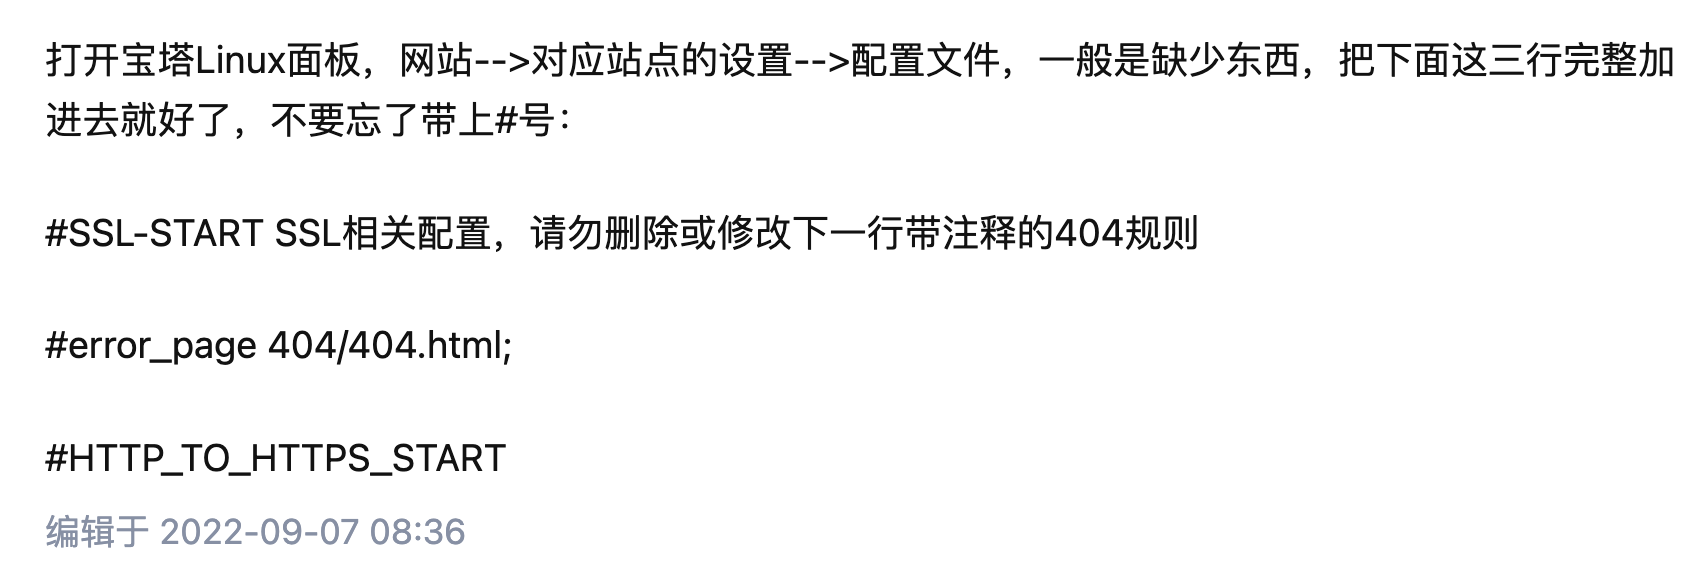 打开宝塔Linux面板，网站-->对应站点的设置-->配置文件，一般是缺少东西，把下面这三行完整加
进去就好了，不要忘了带上#号：
#SSL-START SSL相关配置，请勿删除或修改下一行带注释的404规则
#error_page 404/404.html;
#HTTP_TO_HTTPS_START
编辑于 2022-09-07 08:36